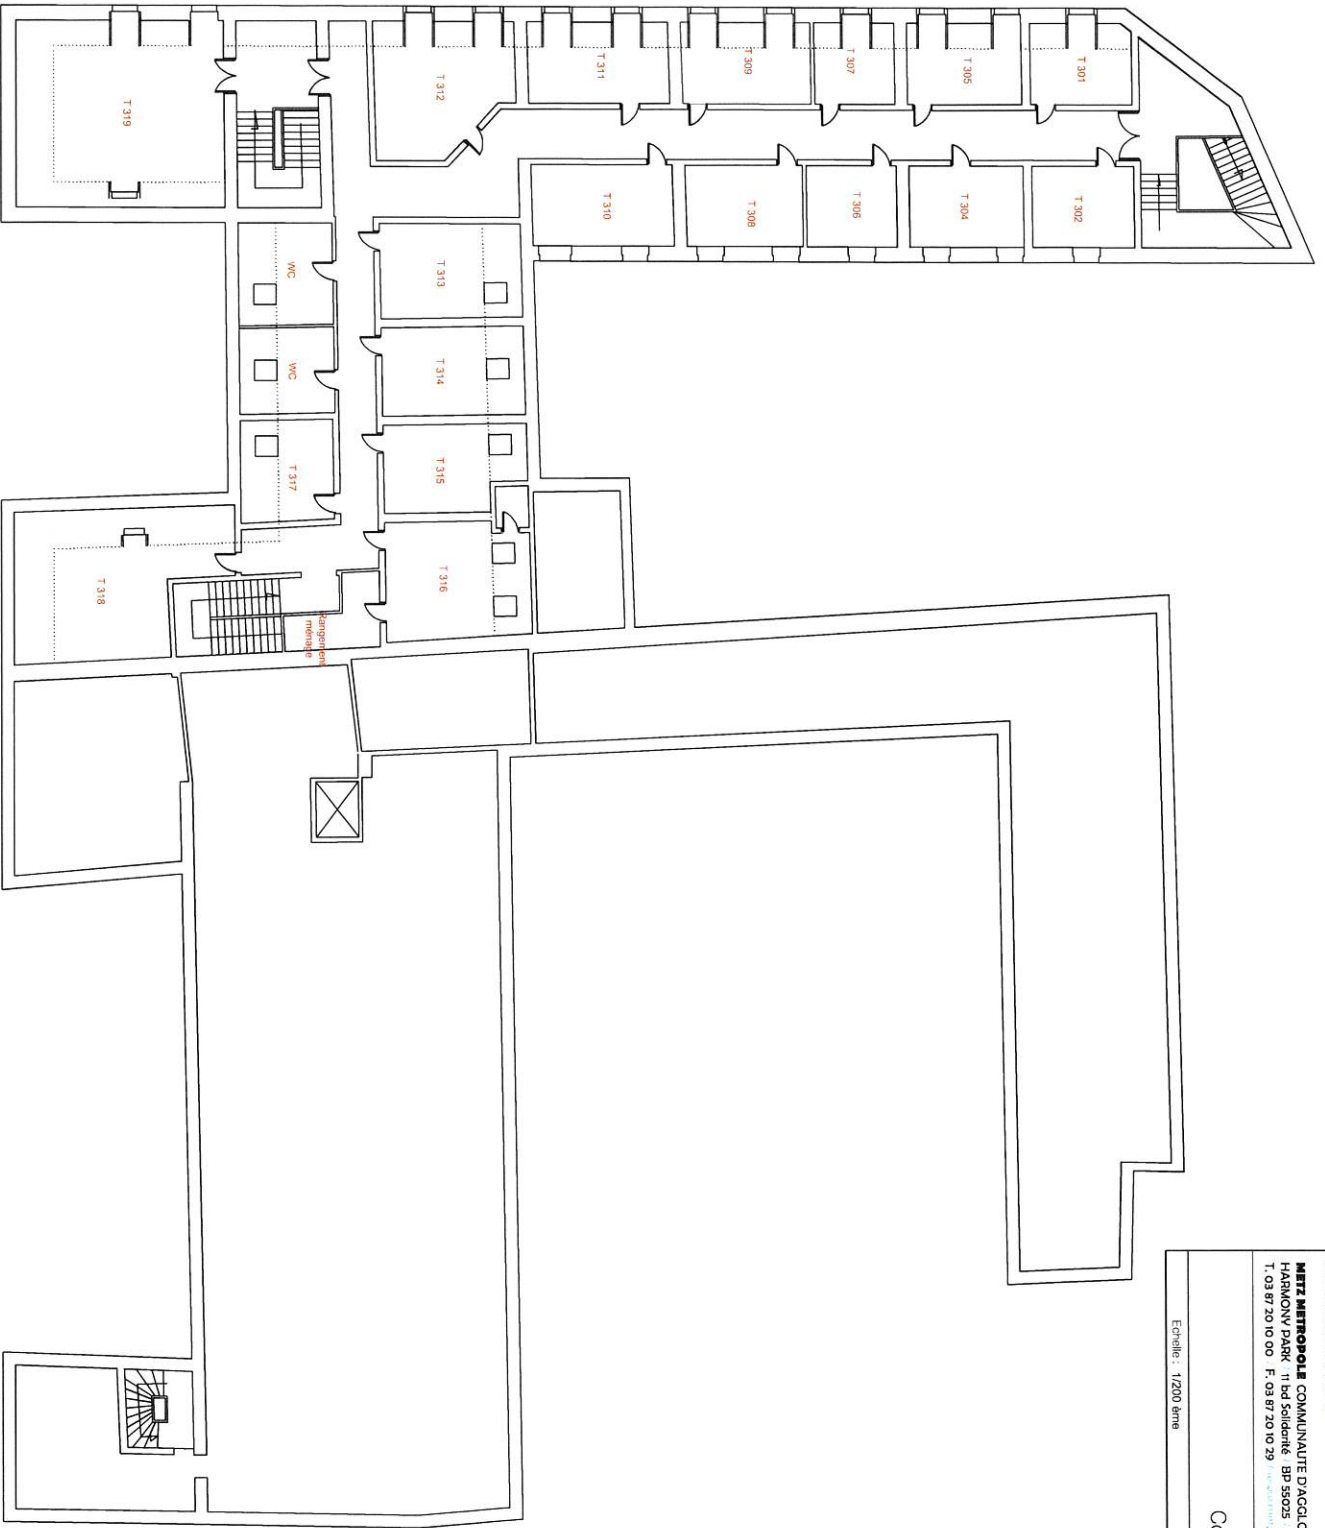 T 319
T 312
T 311
T 309
T 307
T 305
T 301
T 310
T 308
T 306
T 304
T 302
WC
T 313
WC
T 314
T 317
T 315
T 318
T 316
Rangement
ménage
METZ METROPOLE COMMUNAUTE D'AGGLO
HARMONY PARK / 11 bd Solidarité / BP 55025
T. 03 87 20 10 00 / F. 03 87 20 10 29
Co
Echelle : 1/200 ème